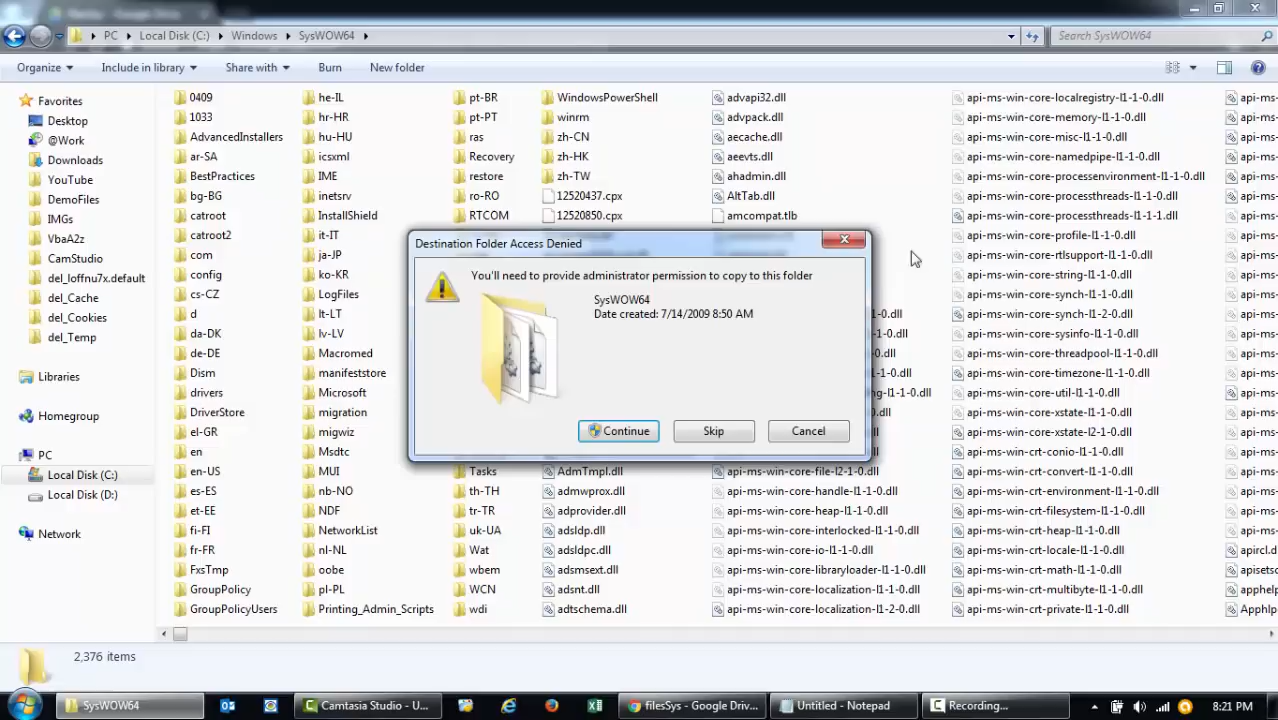 PC Local Disk (C:) Windows SysWOW64
Search SysWOW64
Organize Include in library Share with Burn New folder
Favorites
Desktop
@Work
Downloads
YouTube
DemoFiles
IMGs
VbaA2z
CamStudio
del_loffnu7x.default
del_Cache
del_Cookies
del_Temp
Libraries
Homegroup
PC
Local Disk (C:)
Local Disk (D:)
Network
0409
1033
AdvancedInstallers
ar-SA
BestPractices
bg-BG
catroot
catroot2
com
config
cs-CZ
d
da-DK
de-DE
Dism
drivers
DriverStore
el-GR
en
en-US
es-ES
et-EE
fi-FI
fr-FR
FxsTmp
GroupPolicy
GroupPolicyUsers
he-IL
hr-HR
hu-HU
icsxml
IME
inetsrv
InstallShield
it-IT
ja-JP
ko-KR
LogFiles
lt-LT
lv-LV
Macromed
manifeststore
Microsoft
migration
migwiz
Msdtc
MUI
nb-NO
NDF
NetworkList
nl-NL
oobe
pl-PL
Printing_Admin_Scripts
pt-BR
pt-PT
ras
Recovery
restore
ro-RO
RTCOM
Tasks
th-TH
tr-TR
uk-UA
Wat
wbem
WCN
wdi
WindowsPowerShell
winrm
zh-CN
zh-HK
zh-TW
12520437.cpx
12520850.cpx
AdmTmpl.dll
admwprox.dll
adprovider.dll
adsldp.dll
adsldpc.dll
adsmsext.dll
adsnt.dll
adtschema.dll
advapi32.dll
advpack.dll
aecache.dll
aeevts.dll
ahadmin.dll
AltTab.dll
amcompat.tlb
api-ms-win-core-file-l2-1-0.dll
api-ms-win-core-handle-l1-1-0.dll
api-ms-win-core-heap-l1-1-0.dll
api-ms-win-core-interlocked-l1-1-0.dll
api-ms-win-core-io-l1-1-0.dll
api-ms-win-core-libraryloader-l1-1-0.dll
api-ms-win-core-localization-l1-1-0.dll
api-ms-win-core-localization-l1-2-0.dll
api-ms-win-core-localregistry-l1-1-0.dll
api-ms-win-core-memory-l1-1-0.dll
api-ms-win-core-misc-l1-1-0.dll
api-ms-win-core-namedpipe-l1-1-0.dll
api-ms-win-core-processenvironment-l1-1-0.dll
api-ms-win-core-processthreads-l1-1-0.dll
api-ms-win-core-processthreads-l1-1-1.dll
api-ms-win-core-profile-l1-1-0.dll
api-ms-win-core-rtlsupport-l1-1-0.dll
api-ms-win-core-string-l1-1-0.dll
api-ms-win-core-synch-l1-1-0.dll
api-ms-win-core-synch-l1-2-0.dll
api-ms-win-core-sysinfo-l1-1-0.dll
api-ms-win-core-threadpool-l1-1-0.dll
api-ms-win-core-timezone-l1-1-0.dll
api-ms-win-core-util-l1-1-0.dll
api-ms-win-core-xstate-l1-1-0.dll
api-ms-win-core-xstate-l2-1-0.dll
api-ms-win-crt-conio-l1-1-0.dll
api-ms-win-crt-convert-l1-1-0.dll
api-ms-win-crt-environment-l1-1-0.dll
api-ms-win-crt-filesystem-l1-1-0.dll
api-ms-win-crt-heap-l1-1-0.dll
api-ms-win-crt-locale-l1-1-0.dll
api-ms-win-crt-math-l1-1-0.dll
api-ms-win-crt-multibyte-l1-1-0.dll
api-ms-win-crt-private-l1-1-0.dll
Destination Folder Access Denied
You'll need to provide administrator permission to copy to this folder
SysWOW64
Date created: 7/14/2009 8:50 AM
Continue Skip Cancel
2,376 items
SysWOW64 Camtasia Studio - U... filesSys - Google Driv... Untitled - Notepad Recording... 8:21 PM